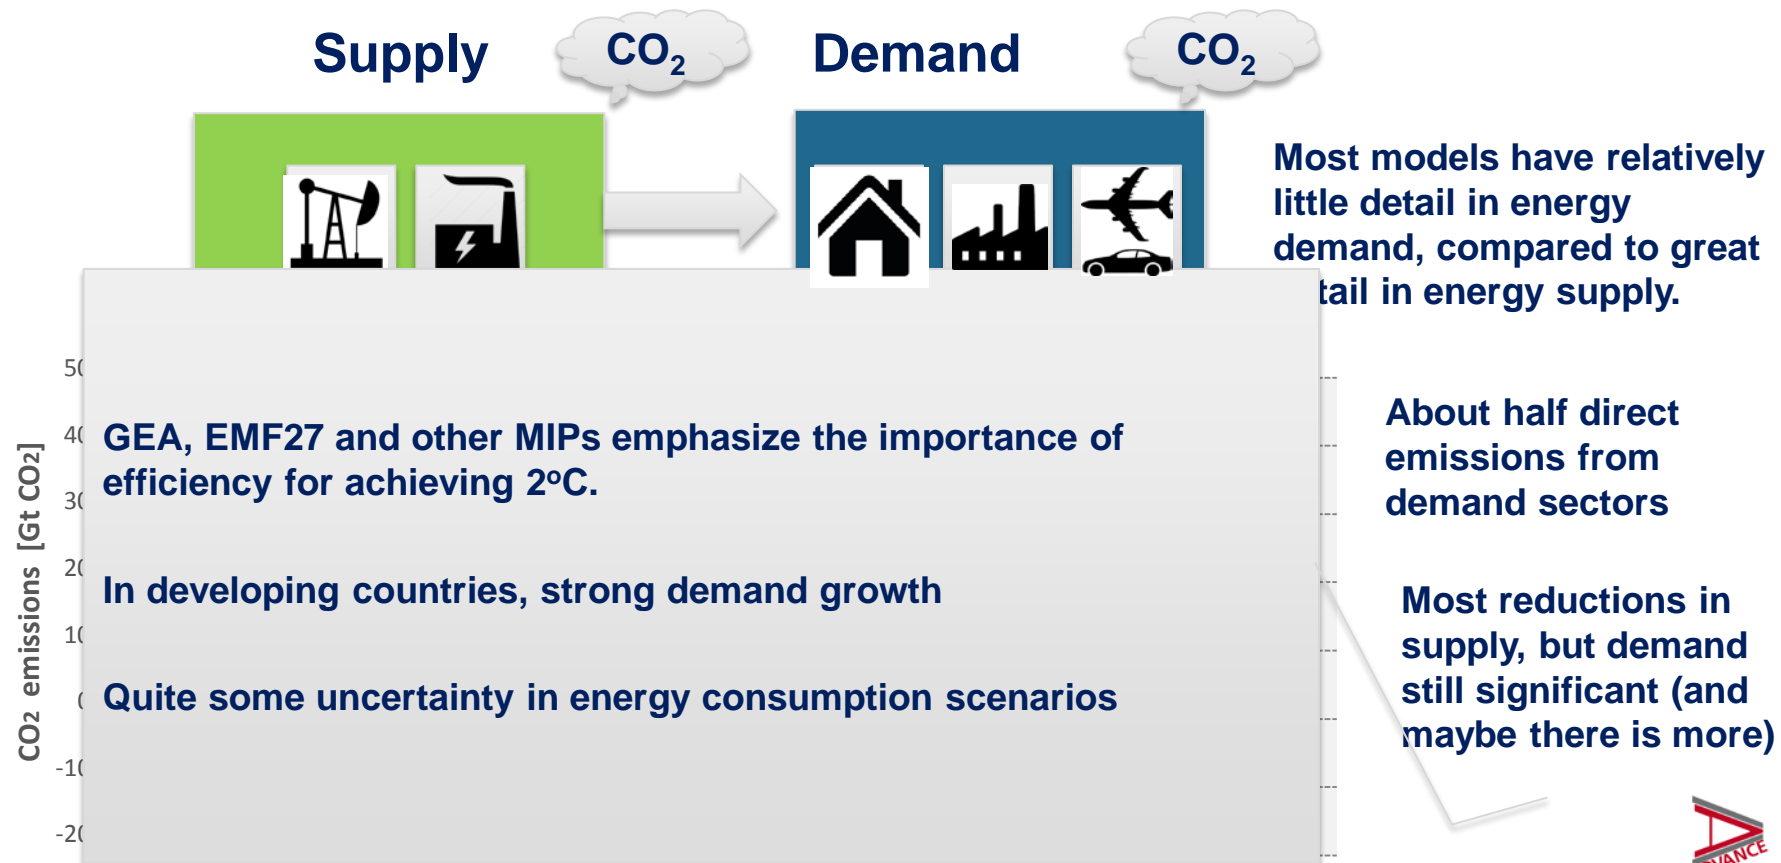 Supply
CO2
Demand
CO2
Most models have relatively
little detail in energy
demand, compared to great
tail in energy supply.
CO2 emissions [Gt CO2]
GEA, EMF27 and other MIPs emphasize the importance of
efficiency for achieving 2°C.
In developing countries, strong demand growth
Quite some uncertainty in energy consumption scenarios
About half direct
emissions from
demand sectors
Most reductions in
supply, but demand
still significant (and
maybe there is more)